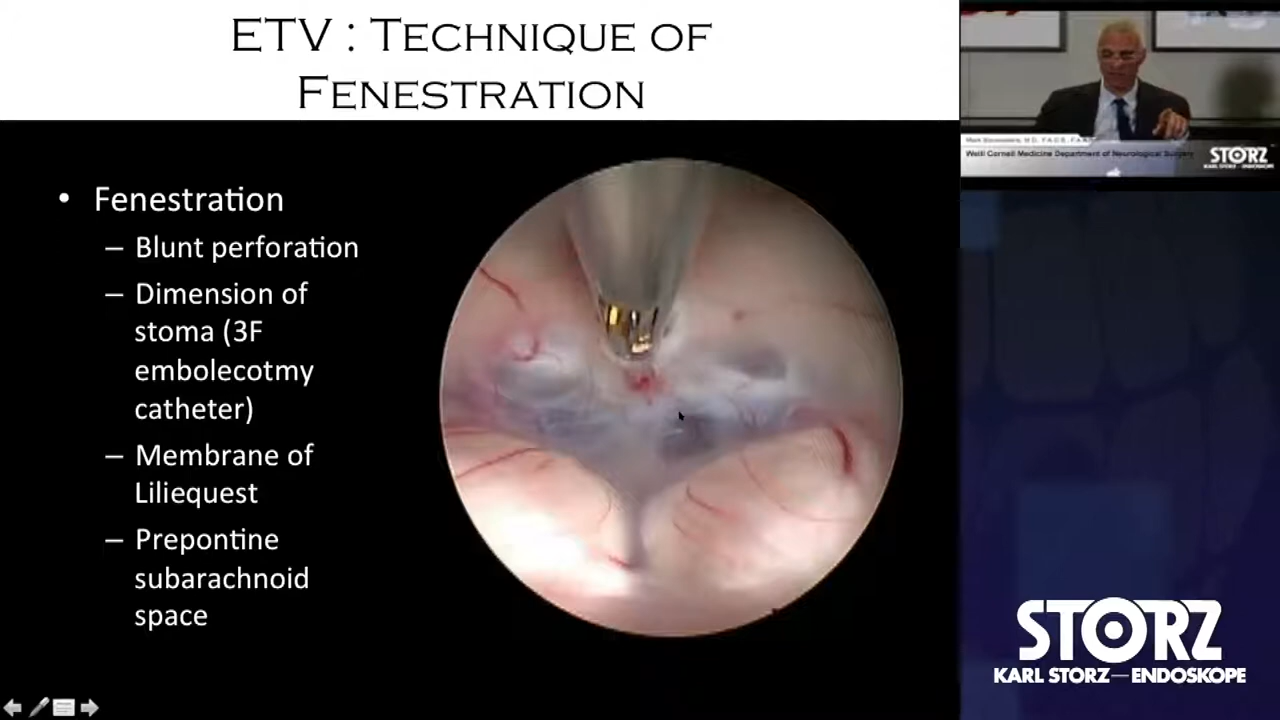 ETV : TECHNIQUE OF
FENESTRATION
• Fenestration
– Blunt perforation
– Dimension of
stoma (3F
embolecotmy
catheter)
– Membrane of
Liliequest
– Prepontine
subarachnoid
space
Weill Cornell Medicine Department of Neurological Surgery
STORZ
KARL STORZ—ENDOSKOPE
STORZ
KARL STORZ—ENDOSKOPE